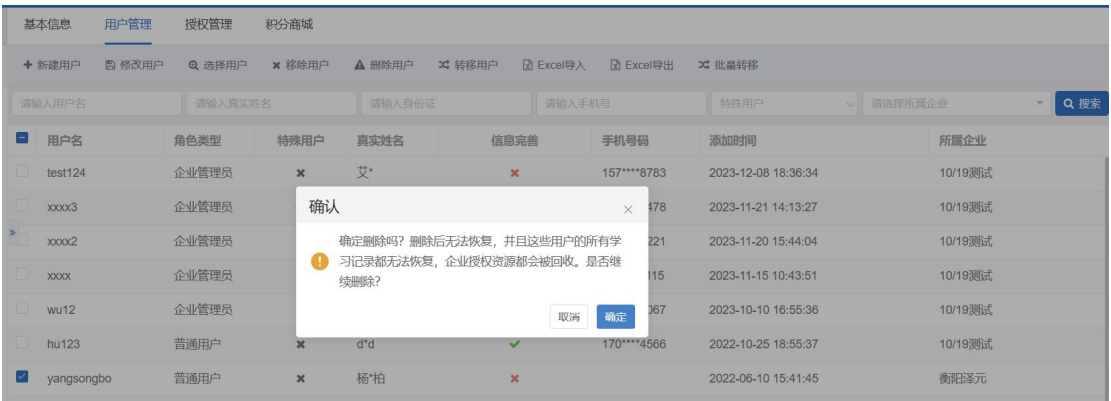 基本信息 用户管理 授权管理 积分商城
新建用户 修改用户 选择用户 移除用户 删除用户 转移用户 Excel导入 Excel导出 批量转移
请输入用户名 请输入真实姓名 请输入身份证 请输入手机号 特殊用户 请选择所属企业 搜索
用户名 角色类型 特殊用户 真实姓名 信息完善 手机号码 添加时间 所属企业
test124 企业管理员 艾* 157****8783 2023-12-08 18:36:34 10/19测试
xxxx3 企业管理员 478 2023-11-21 14:13:27 10/19测试
xxxx2 企业管理员 221 2023-11-20 15:44:04 10/19测试
xxxx 企业管理员 115 2023-11-15 10:43:51 10/19测试
wu12 企业管理员 067 2023-10-10 16:55:36 10/19测试
hu123 普通用户 d*d 170****4566 2022-10-25 18:55:37 10/19测试
yangsongbo 普通用户 杨*柏 2022-06-10 15:41:45 衡阳泽元
确认
确定删除吗？删除后无法恢复，并且这些用户的所有学
习记录都无法恢复，企业授权资源都会被回收。是否继
续删除?
取消 确定